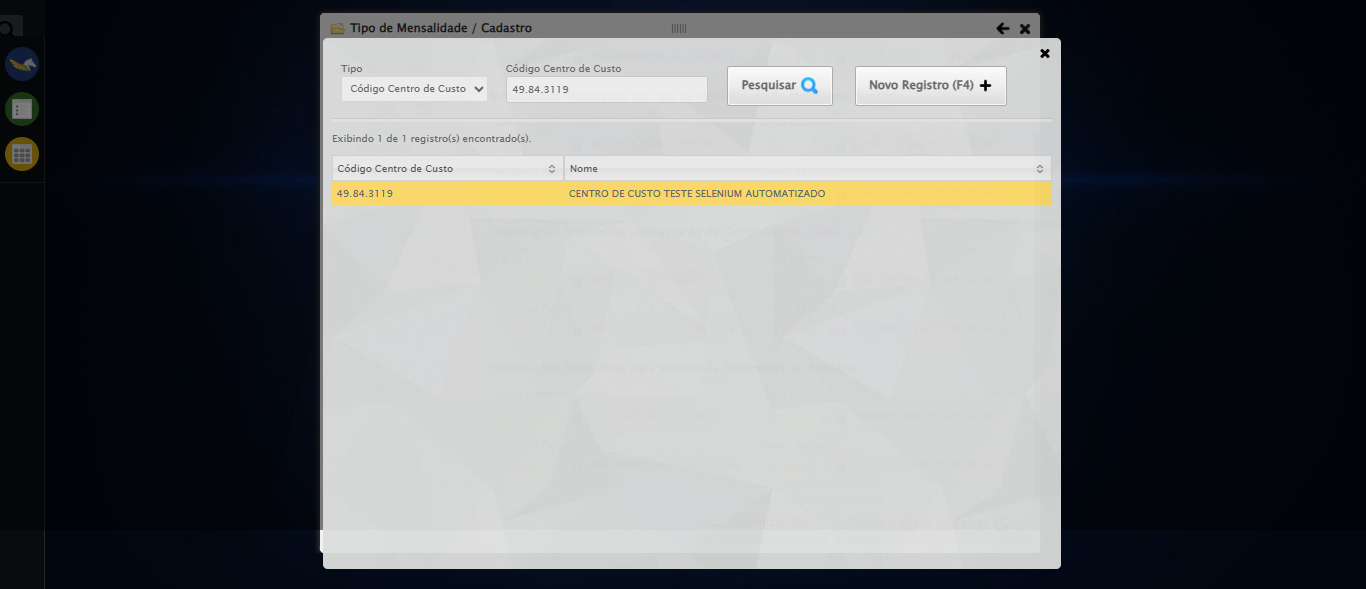 Tipo de Mensalidade / Cadastro
Tipo
Código Centro de Custo
Código Centro de Custo
49.84.3119
Pesquisar
Novo Registro (F4)
Exibindo 1 de 1 registro(s) encontrado(s).
Código Centro de Custo Nome
49.84.3119 CENTRO DE CUSTO TESTE SELENIUM AUTOMATIZADO